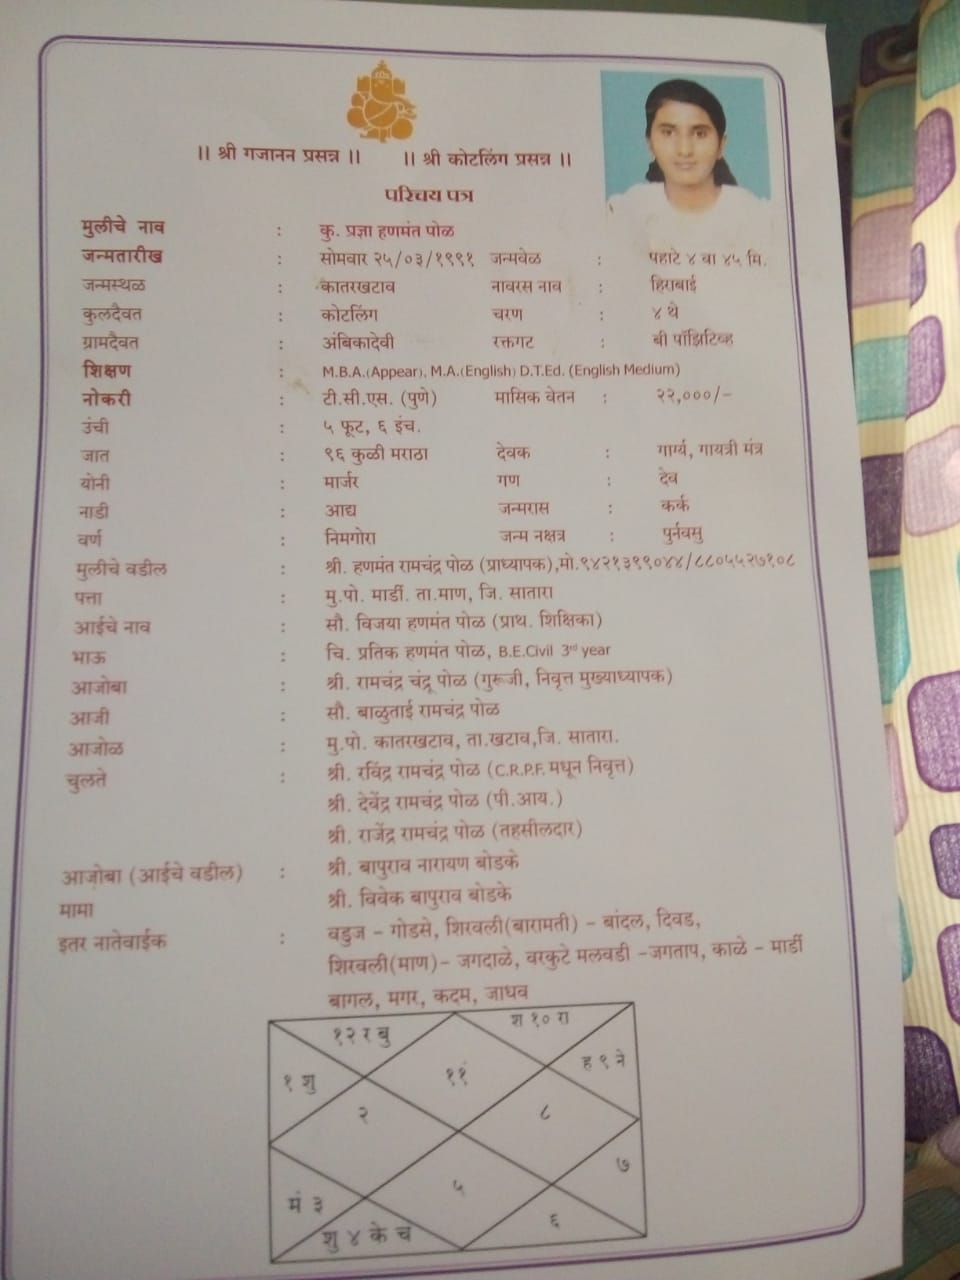 ।। श्री गजानन प्रसन्न ।। ।। श्री कोटलिंग प्रसन्न ।।
परिचय पत्र
मुलीचे नाव : कु. प्रज्ञा हणमंत पोळ
जन्मतारीख : सोमवार २५/०३/१९९१ जन्मवेळ : पहाटे ४ वा ४५ मि.
जन्मस्थळ : कातरखटाव नावरस नाव : हिराबाई
कुलदैवत : कोटलिंग चरण : ४ थे
ग्रामदैवत : अंबिकादेवी रक्तगट : बी पॉझिटिव्ह
शिक्षण : M.B.A.(Appear), M.A.(English) D.T.Ed. (English Medium)
नोकरी : टी.सी.एस. (पुणे) मासिक वेतन : २२,०००/-
उंची : ५ फूट, ६ इंच.
जात : ९६ कुळी मराठा देवक : गार्ग्य, गायत्री मंत्र
योनी : मार्जर गण : देव
नाडी : आद्य जन्मरास : कर्क
वर्ण : निमगोरा जन्म नक्षत्र : पुर्नवसु
मुलीचे वडील : श्री. हणमंत रामचंद्र पोळ (प्राध्यापक),मो.९४२१३९९०४४/८८०५५२७१०८
पत्ता : मु.पो. मार्डी. ता.माण, जि. सातारा
आईचे नाव : सौ. विजया हणमंत पोळ (प्राथ. शिक्षिका)
भाऊ : चि. प्रतिक हणमंत पोळ, B.E.Civil 3rd year
आजोबा : श्री. रामचंद्र चंद्रू पोळ (गुरूजी, निवृत्त मुख्याध्यापक)
आजी : सौ. बाळुताई रामचंद्र पोळ
आजोळ : मु.पो. कातरखटाव, ता.खटाव,जि. सातारा.
चुलते : श्री. रविंद्र रामचंद्र पोळ (C.R.P.F. मधून निवृत्त)
श्री. देवेंद्र रामचंद्र पोळ (पी.आय.)
श्री. राजेंद्र रामचंद्र पोळ (तहसीलदार)
आजोबा (आईचे वडील) : श्री. बापुराव नारायण बोडके
मामा श्री. विवेक बापुराव बोडके
इतर नातेवाईक : वडुज - गोडसे, शिरवली(बारामती) - बांदल, दिवड,
शिरवली(माण)- जगदाळे, वरकुटे मलवडी -जगताप, काळे - मार्डी
बागल, मगर, कदम, जाधव
१२ र बु श १० रा
१ शु ११ ह ९ ने
२ ८
मं ३ ५ ७
शु ४ के च ६